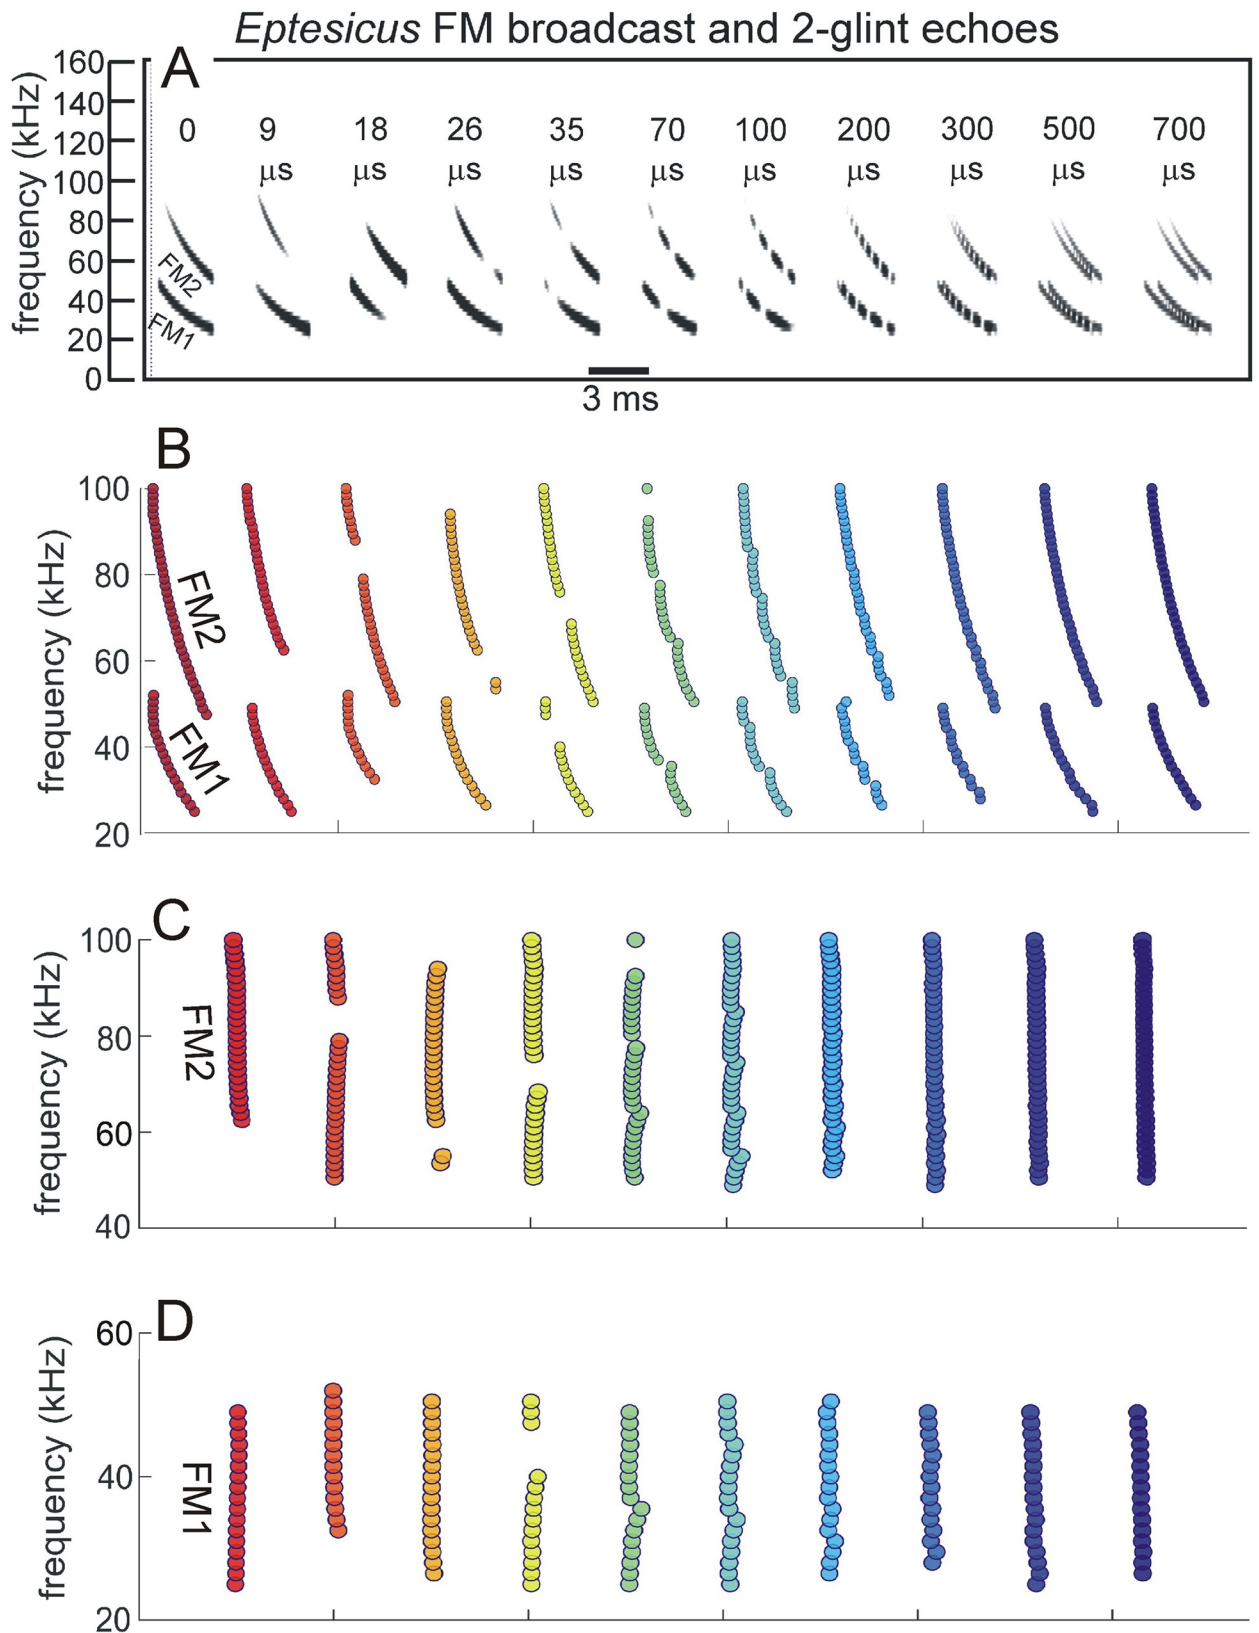 Eptesicus FM broadcast and 2-glint echoes
A
frequency (kHz)
160
140
120
100
80
60
40
20
0
0 9 18 26 35 70 100 200 300 500 700
μs μs μs μs μs μs μs μs μs μs
FM2
FM1
3 ms
B
frequency (kHz)
100
80
60
40
20
FM2
FM1
C
frequency (kHz)
100
80
60
40
FM2
D
frequency (kHz)
60
40
20
FM1